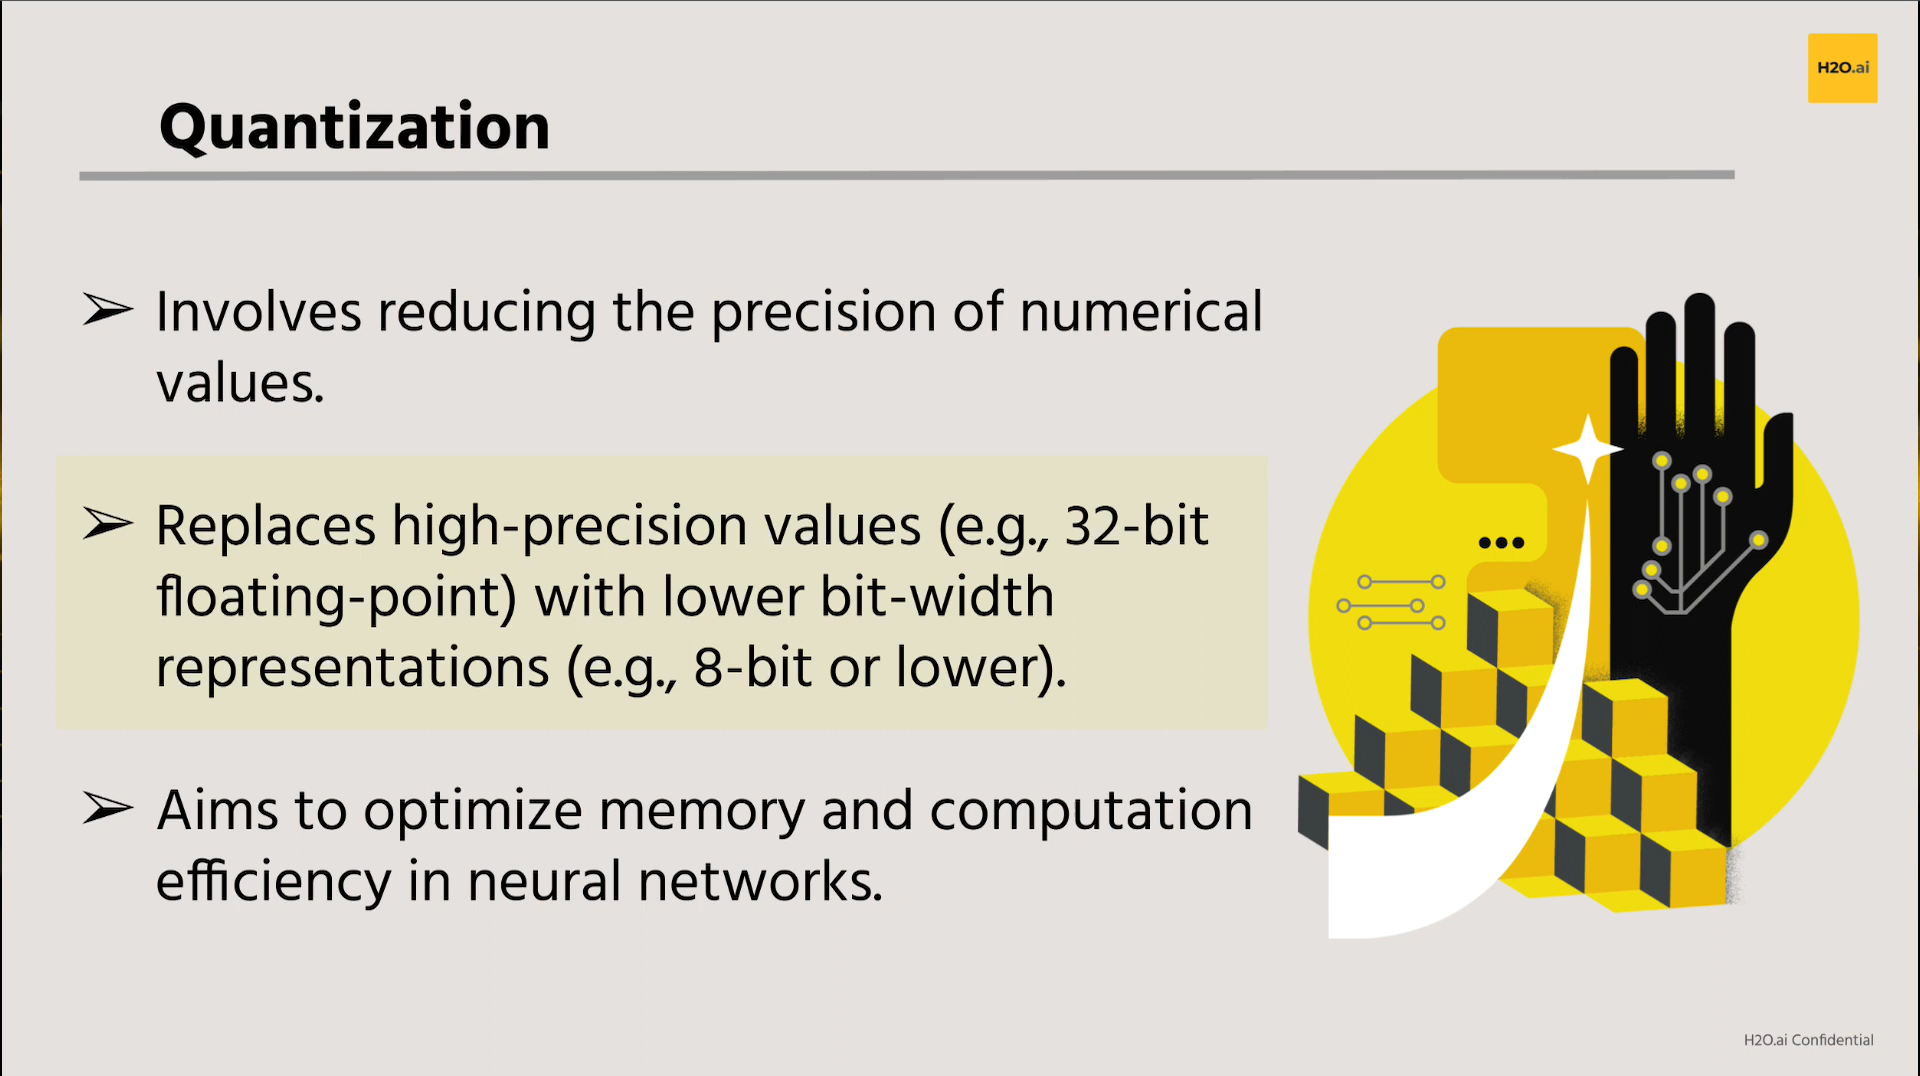 H2O.ai
Quantization
➢ Involves reducing the precision of numerical
values.
➢ Replaces high-precision values (e.g., 32-bit
floating-point) with lower bit-width
representations (e.g., 8-bit or lower).
➢ Aims to optimize memory and computation
efficiency in neural networks.
H2O.ai Confidential